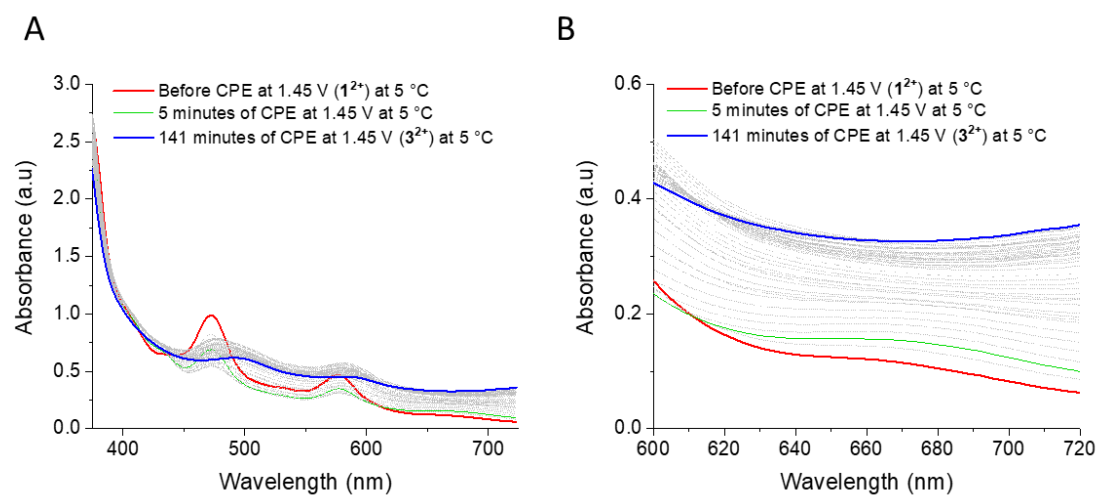 A
B
Before CPE at 1.45 V (1²⁺) at 5 °C
5 minutes of CPE at 1.45 V at 5 °C
141 minutes of CPE at 1.45 V (3²⁺) at 5 °C
3.0
2.5
2.0
1.5
1.0
0.5
0.0
Absorbance (a.u)
400
500
600
700
Wavelength (nm)
Before CPE at 1.45 V (1²⁺) at 5 °C
5 minutes of CPE at 1.45 V at 5 °C
141 minutes of CPE at 1.45 V (3²⁺) at 5 °C
0.6
0.4
0.2
0.0
Absorbance (a.u)
600
620
640
660
680
700
720
Wavelength (nm)